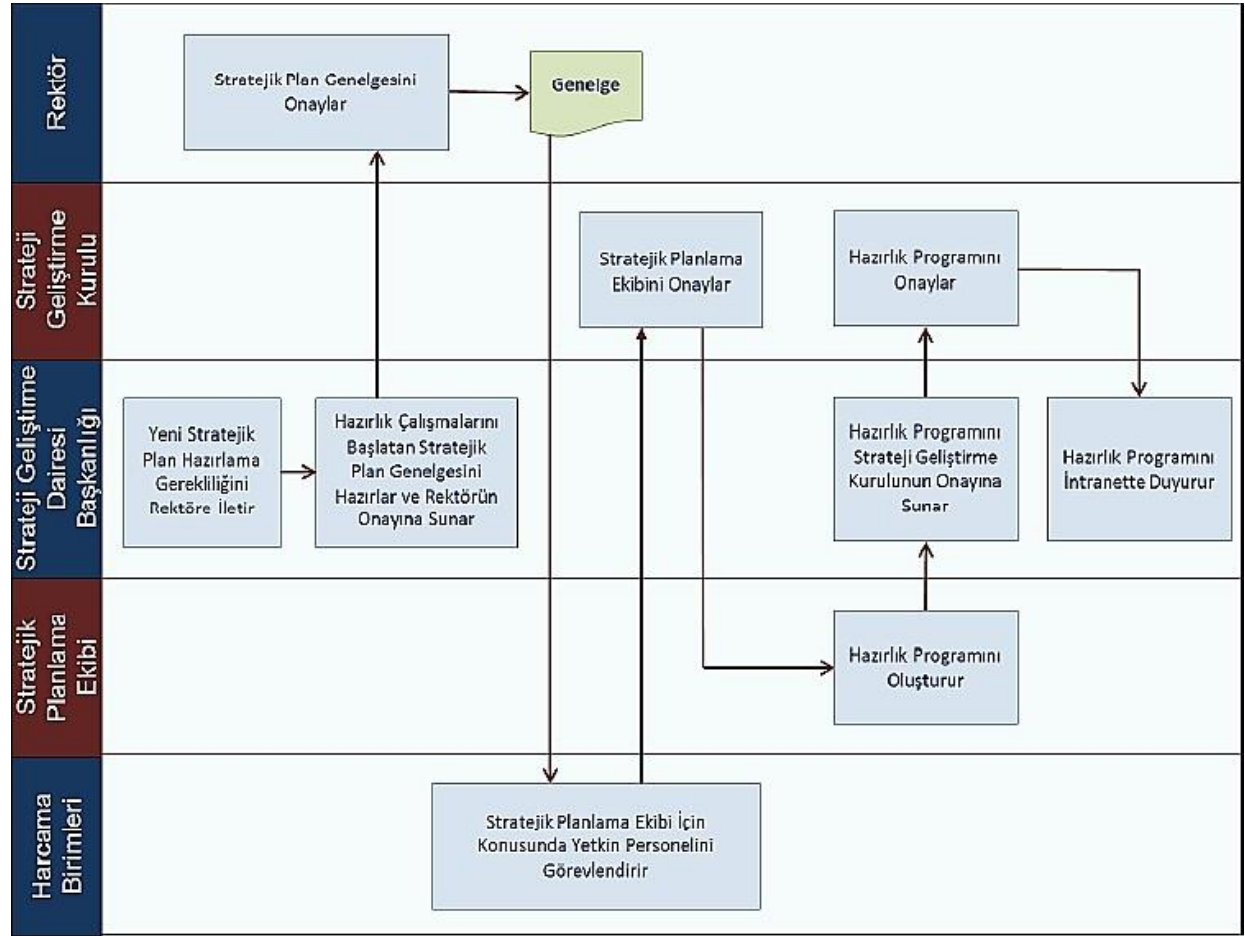 Rektör
Stratejik Plan Genelgesini
Onaylar
Genelge
Strateji
Geliştirme
Kurulu
Stratejik Planlama
Ekibini Onaylar
Hazırlık Programını
Onaylar
Strateji Geliştirme
Dairesi
Başkanlığı
Yeni Stratejik
Plan Hazırlama
Gerekliliğini
Rektöre İletir
Hazırlık Çalışmalarını
Başlatan Stratejik
Plan Genelgesini
Hazırlar ve Rektörün
Onayına Sunar
Hazırlık Programını
Strateji Geliştirme
Kurulunun Onayına
Sunar
Hazırlık Programını
İntranette Duyurur
Stratejik
Planlama
Ekibi
Hazırlık Programını
Oluşturur
Harcama
Birimleri
Stratejik Planlama Ekibi İçin
Konusunda Yetkin Personelini
Görevlendirir